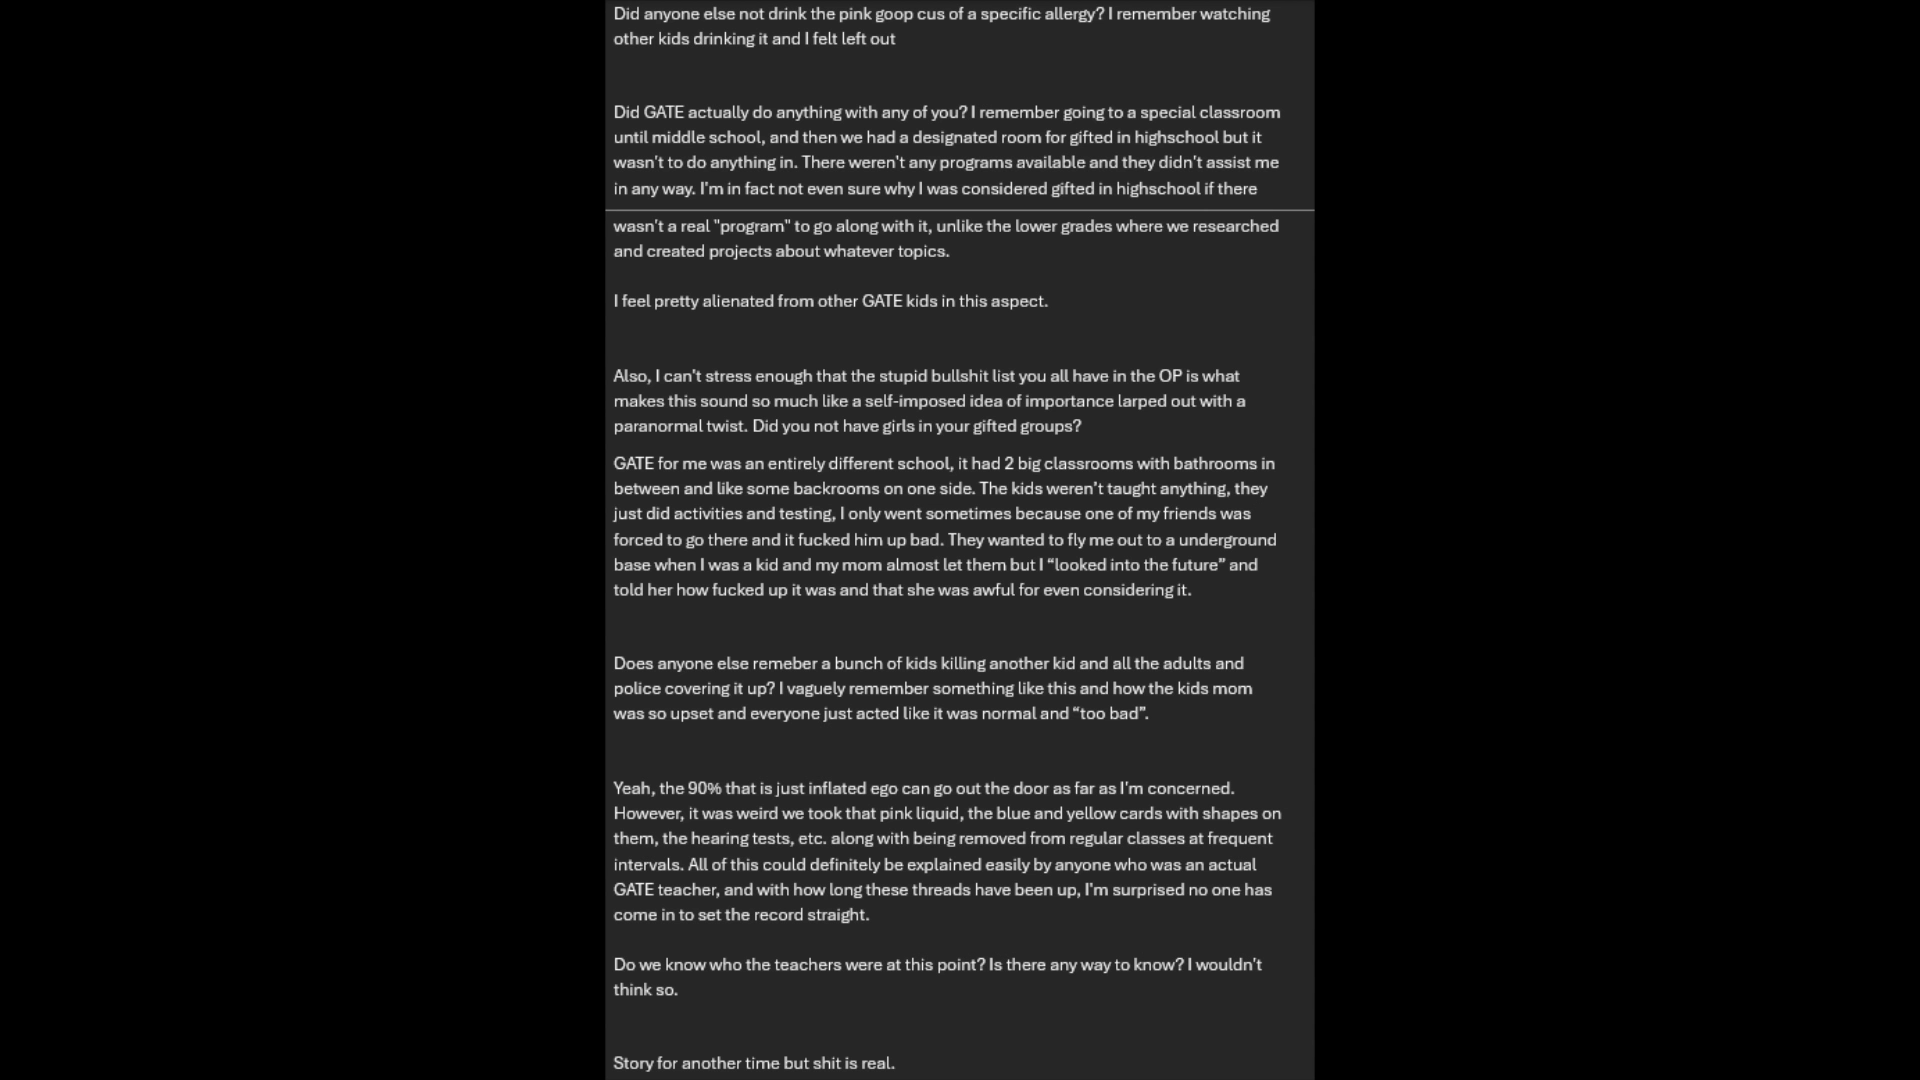 Did anyone else not drink the pink goop cus of a specific allergy? I remember watching
other kids drinking it and I felt left out
Did GATE actually do anything with any of you? I remember going to a special classroom
until middle school, and then we had a designated room for gifted in highschool but it
wasn't to do anything in. There weren't any programs available and they didn't assist me
in any way. I'm in fact not even sure why I was considered gifted in highschool if there
wasn't a real "program" to go along with it, unlike the lower grades where we researched
and created projects about whatever topics.
I feel pretty alienated from other GATE kids in this aspect.
Also, I can't stress enough that the stupid bullshit list you all have in the OP is what
makes this sound so much like a self-imposed idea of importance larped out with a
paranormal twist. Did you not have girls in your gifted groups?
GATE for me was an entirely different school, it had 2 big classrooms with bathrooms in
between and like some backrooms on one side. The kids weren't taught anything, they
just did activities and testing, I only went sometimes because one of my friends was
forced to go there and it fucked him up bad. They wanted to fly me out to a underground
base when I was a kid and my mom almost let them but I “looked into the future” and
told her how fucked up it was and that she was awful for even considering it.
Does anyone else remeber a bunch of kids killing another kid and all the adults and
police covering it up? I vaguely remember something like this and how the kids mom
was so upset and everyone just acted like it was normal and “too bad”.
Yeah, the 90% that is just inflated ego can go out the door as far as I'm concerned.
However, it was weird we took that pink liquid, the blue and yellow cards with shapes on
them, the hearing tests, etc. along with being removed from regular classes at frequent
intervals. All of this could definitely be explained easily by anyone who was an actual
GATE teacher, and with how long these threads have been up, I'm surprised no one has
come in to set the record straight.
Do we know who the teachers were at this point? Is there any way to know? I wouldn't
think so.
Story for another time but shit is real.